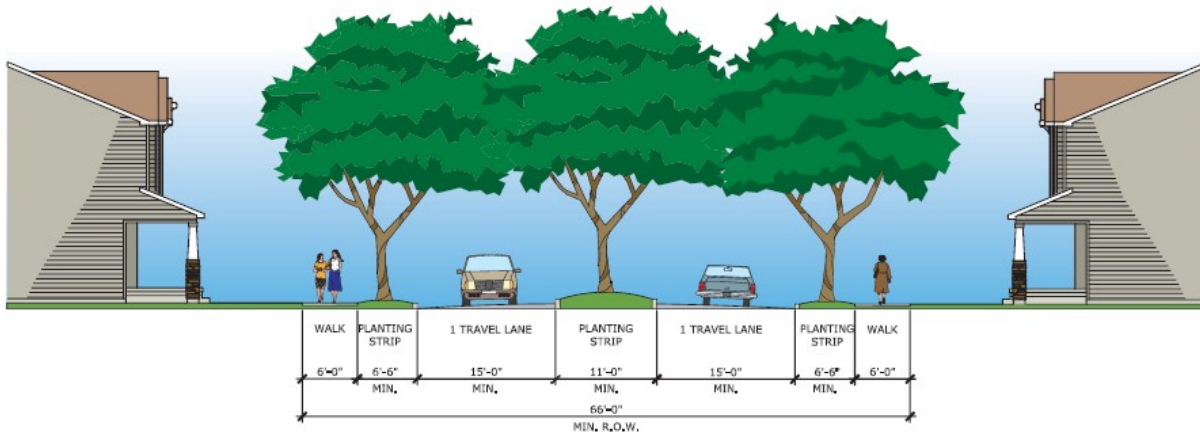 WALK
PLANTING
STRIP
1 TRAVEL LANE
PLANTING
STRIP
1 TRAVEL LANE
PLANTING
STRIP
WALK
6'-0"
6'-6"
15'-0"
11'-0"
15'-0"
6'-6"
6'-0"
MIN.
MIN.
MIN.
MIN.
MIN.
66'-0"
MIN. R.O.W.